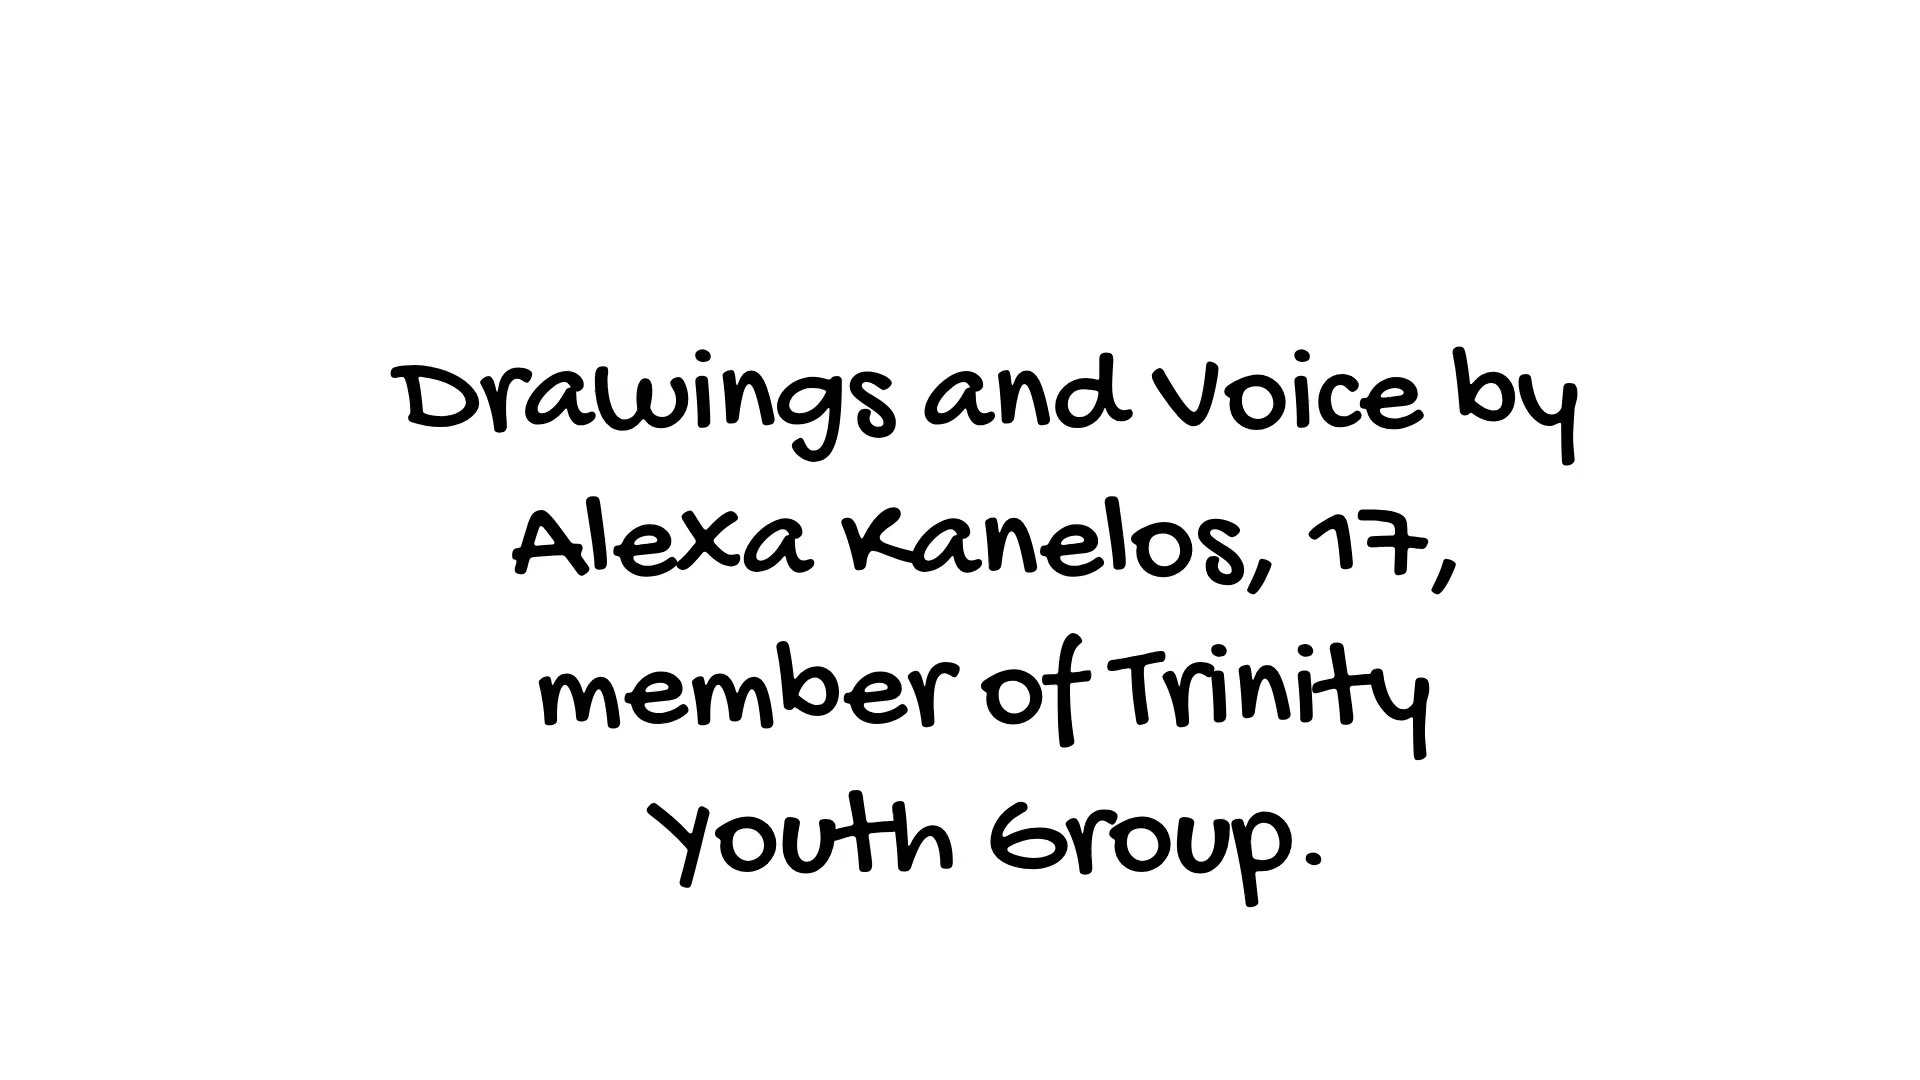 Drawings and Voice by
Alexa Kanelos, 17,
member of Trinity
Youth Group.